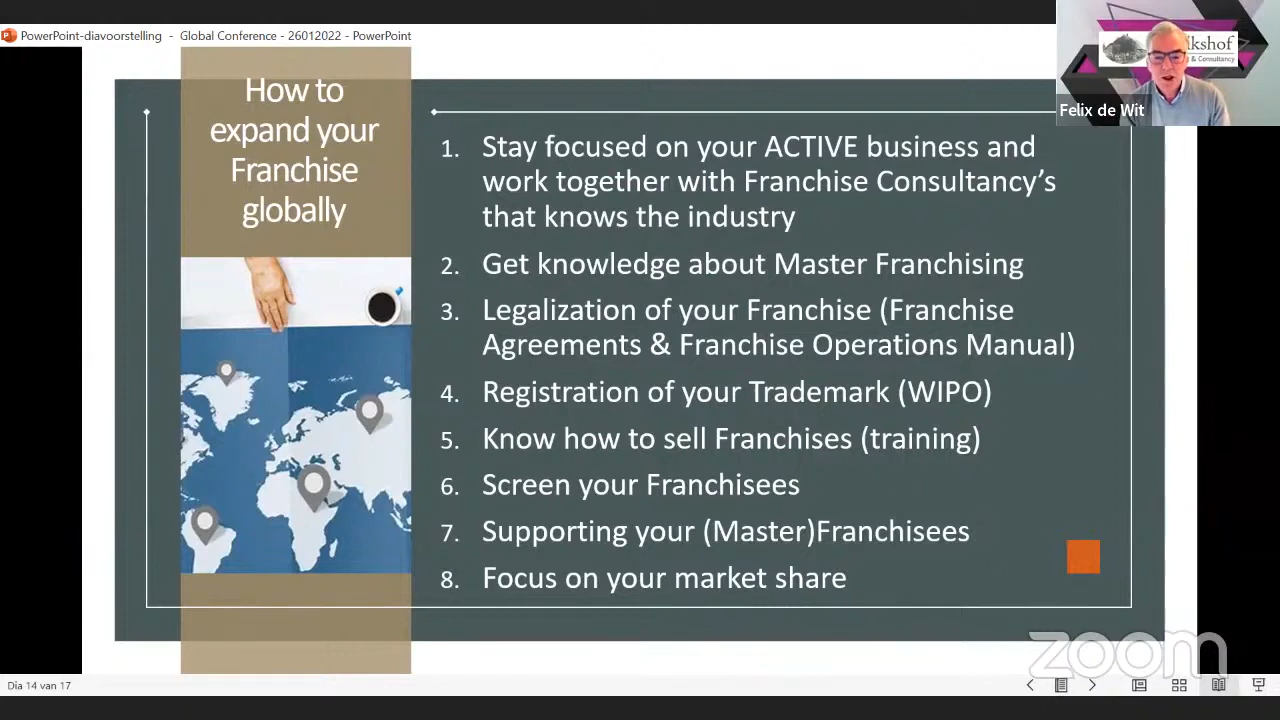 PowerPoint-diavoorstelling - Global Conference - 26012022 - PowerPoint
lkshof
& Consultancy
Felix de Wit
How to
expand your
Franchise
globally
1. Stay focused on your ACTIVE business and
work together with Franchise Consultancy’s
that knows the industry
2. Get knowledge about Master Franchising
3. Legalization of your Franchise (Franchise
Agreements & Franchise Operations Manual)
4. Registration of your Trademark (WIPO)
5. Know how to sell Franchises (training)
6. Screen your Franchisees
7. Supporting your (Master)Franchisees
8. Focus on your market share
zoom
Dia 14 van 17